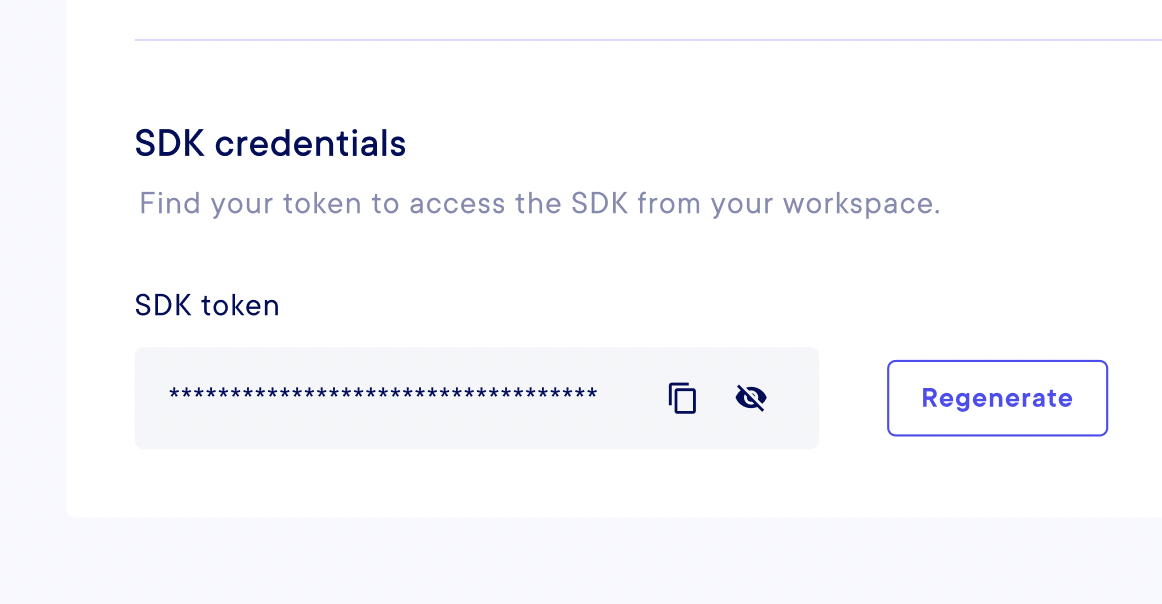 SDK credentials
Find your token to access the SDK from your workspace.
SDK token
***********************************
Regenerate